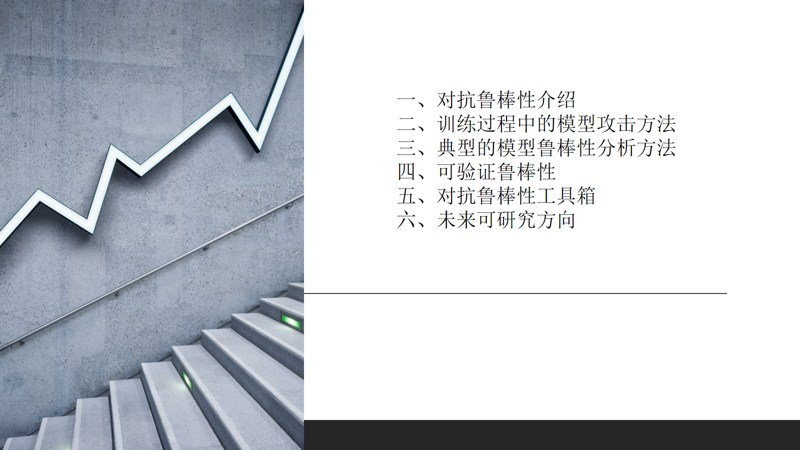 一、对抗鲁棒性介绍
二、训练过程中的模型攻击方法
三、典型的模型鲁棒性分析方法
四、可验证鲁棒性
五、对抗鲁棒性工具箱
六、未来可研究方向